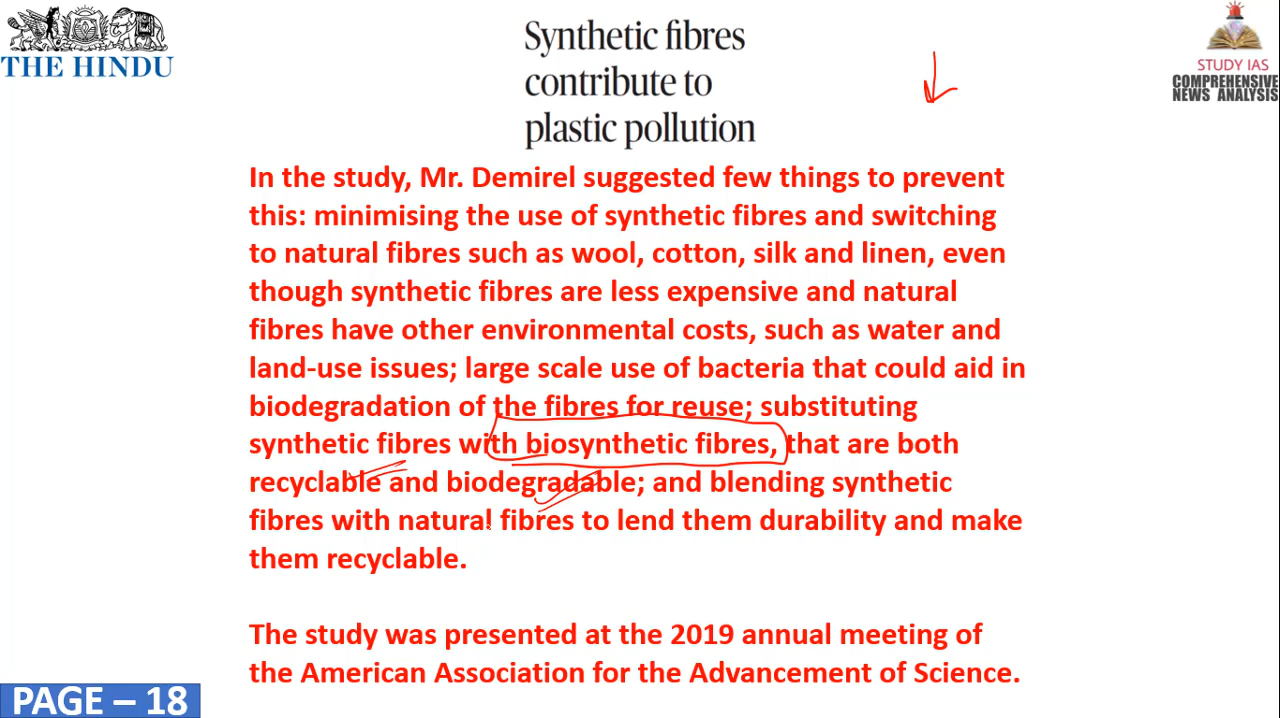 THE HINDU
Synthetic fibres
contribute to
plastic pollution
STUDY IAS
COMPREHENSIVE
NEWS ANALYSIS
In the study, Mr. Demirel suggested few things to prevent
this: minimising the use of synthetic fibres and switching
to natural fibres such as wool, cotton, silk and linen, even
though synthetic fibres are less expensive and natural
fibres have other environmental costs, such as water and
land-use issues; large scale use of bacteria that could aid in
biodegradation of the fibres for reuse; substituting
synthetic fibres with biosynthetic fibres, that are both
recyclable and biodegradable; and blending synthetic
fibres with natural fibres to lend them durability and make
them recyclable.
The study was presented at the 2019 annual meeting of
the American Association for the Advancement of Science.
PAGE – 18